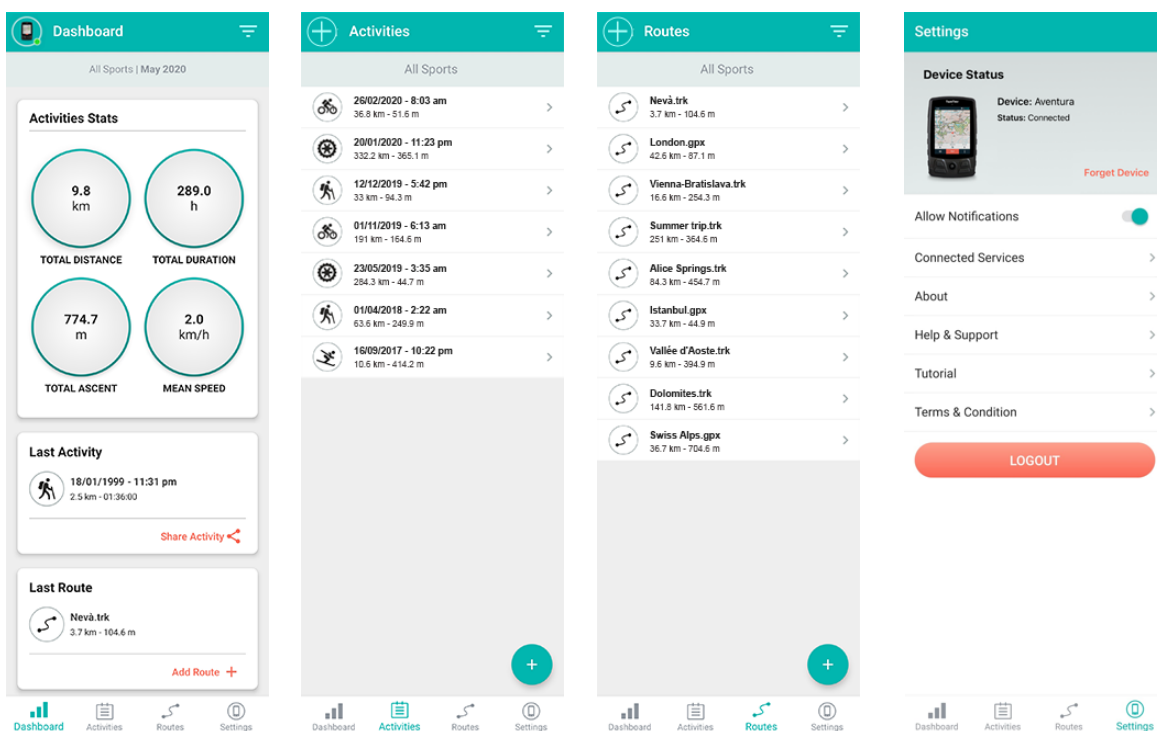 Dashboard
All Sports | May 2020
Activities Stats
9.8
km
289.0
h
TOTAL DISTANCE
TOTAL DURATION
774.7
m
2.0
km/h
TOTAL ASCENT
MEAN SPEED
Last Activity
18/01/1999 - 11:31 pm
2.5 km - 01:36:00
Share Activity
Last Route
Nevà.trk
3.7 km - 104.6 m
Add Route +
Dashboard
Activities
Routes
Settings
Activities
All Sports
26/02/2020 - 8:03 am
36.8 km - 51.6 m
20/01/2020 - 11:23 pm
332.2 km - 365.1 m
12/12/2019 - 5:42 pm
33 km - 94.3 m
01/11/2019 - 6:13 am
191 km - 164.6 m
23/05/2019 - 3:35 am
284.3 km - 44.7 m
01/04/2018 - 2:22 am
63.6 km - 249.9 m
16/09/2017 - 10:22 pm
10.6 km - 414.2 m
Dashboard
Activities
Routes
Settings
Routes
All Sports
Nevà.trk
3.7 km - 104.6 m
London.gpx
42.6 km - 87.1 m
Vienna-Bratislava.trk
16.6 km - 254.3 m
Summer trip.trk
251 km - 364.6 m
Alice Springs.trk
84.3 km - 454.7 m
Istanbul.gpx
33.7 km - 44.9 m
Vallée d'Aoste.trk
9.6 km - 394.9 m
Dolomites.trk
141.8 km - 561.6 m
Swiss Alps.gpx
36.7 km - 704.6 m
Dashboard
Activities
Routes
Settings
Settings
Device Status
Device: Aventura
Status: Connected
Forget Device
Allow Notifications
Connected Services
About
Help & Support
Tutorial
Terms & Condition
LOGOUT
Dashboard
Activities
Routes
Settings